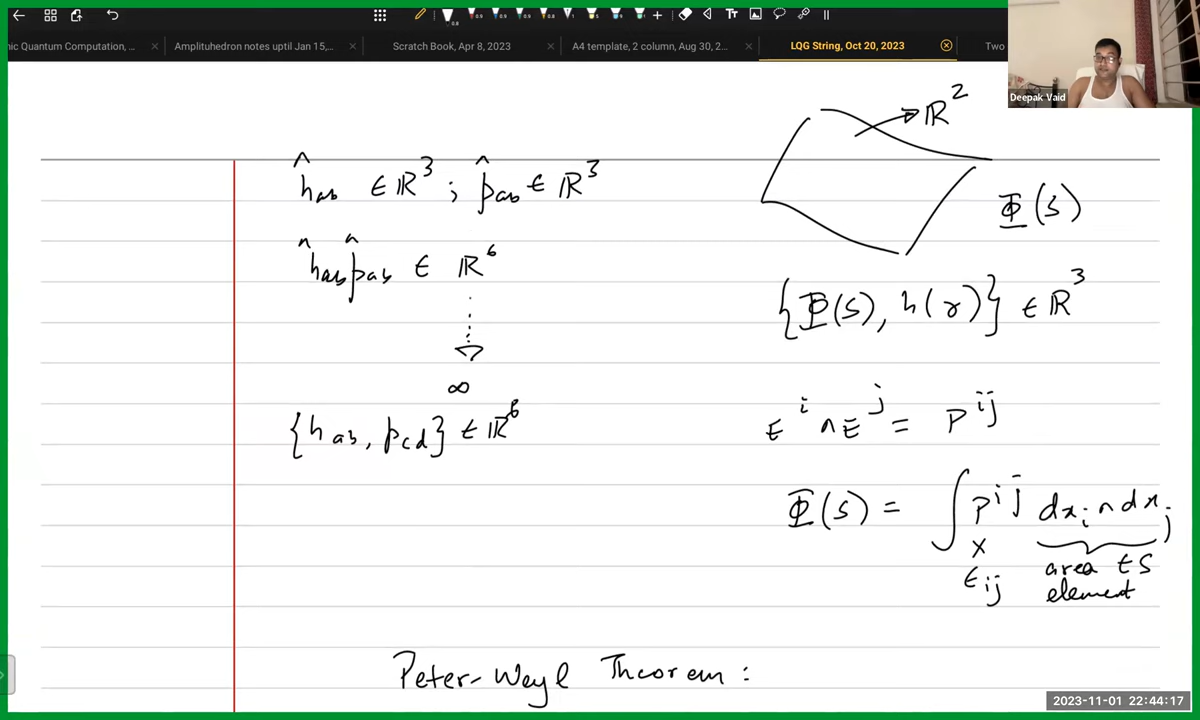 nic Quantum Computation, ...
Amplituhedron notes uptil Jan 15,...
Scratch Book, Apr 8, 2023
A4 template, 2 column, Aug 30, 2...
LQG String, Oct 20, 2023
Two
Deepak Vaid
ĥab ∈ ℝ³ ; p̂ab ∈ ℝ³
ĥab p̂ab ∈ ℝ⁶
∞
{hab, pcd} ∈ ℝ⁶
ℝ²
Φ(S)
{Φ(S), h(γ)} ∈ ℝ³
Eⁱ ∧ Eʲ = Pⁱʲ
Φ(S) = ∫ Pⁱʲ dxᵢ ∧ dxⱼ
× ϵᵢⱼ
area element ∈ S
Peter-Weyl Theorem :
2023-11-01 22:44:17